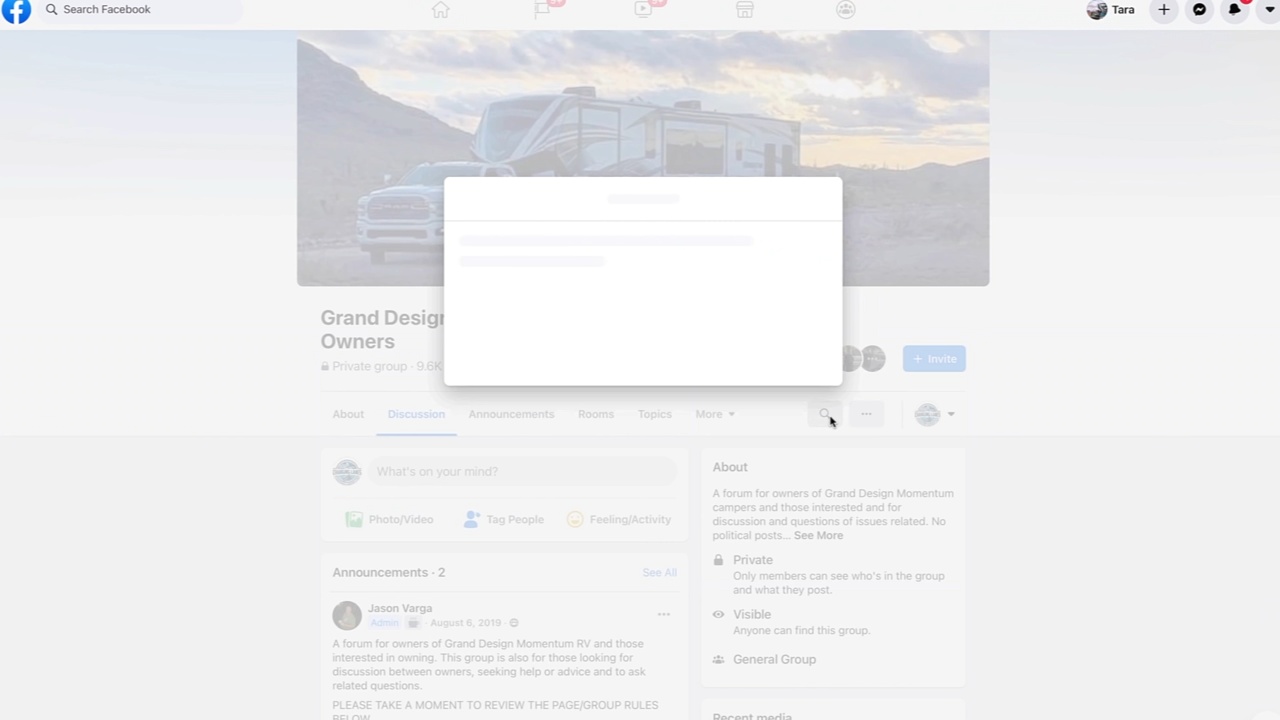 Search Facebook
Tara
Grand Design
Owners
Private group · 9.6K
+ Invite
About
Discussion
Announcements
Rooms
Topics
More
What's on your mind?
Photo/Video
Tag People
Feeling/Activity
Announcements · 2
See All
Jason Varga
Admin · August 6, 2019 ·
A forum for owners of Grand Design Momentum RV and those
interested in owning. This group is also for those looking for
discussion between owners, seeking help or advice and to ask
related questions.
PLEASE TAKE A MOMENT TO REVIEW THE PAGE/GROUP RULES
BELOW
About
A forum for owners of Grand Design Momentum
campers and those interested and for
discussion and questions of issues related. No
political posts... See More
Private
Only members can see who's in the group
and what they post.
Visible
Anyone can find this group.
General Group
Recent media